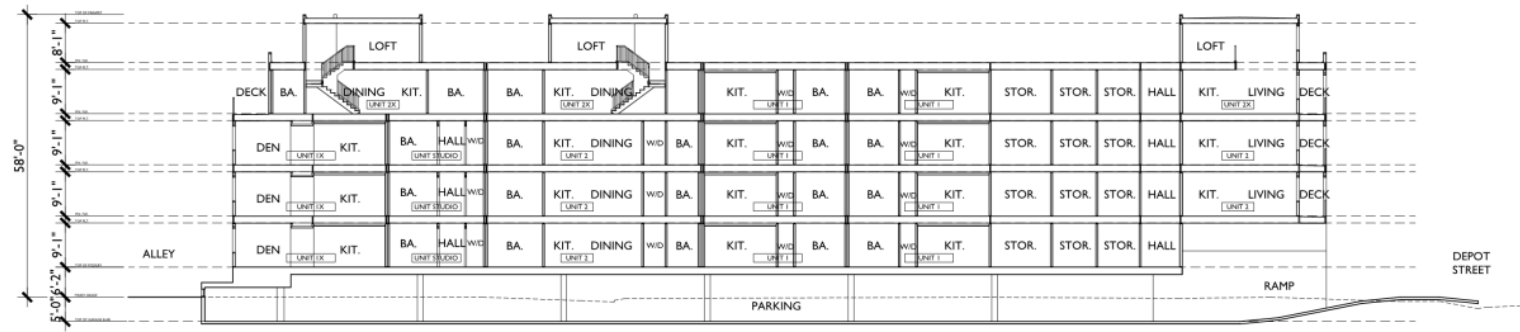 LOFT LOFT LOFT
8'-1"
DECK BA. DINING KIT. BA. BA. KIT. DINING KIT. W/D BA. BA. W/D KIT. STOR. STOR. STOR. HALL KIT. LIVING DECK
9'-1"
UNIT 2X UNIT 2X UNIT 1 UNIT 1 UNIT 2X
DEN KIT. BA. HALL W/D BA. KIT. DINING W/D BA. KIT. W/D BA. BA. W/D KIT. STOR. STOR. STOR. HALL KIT. LIVING DECK
9'-1"
UNIT 1X UNIT STUDIO UNIT 2 UNIT 1 UNIT 1 UNIT 2
58'-0"
DEN KIT. BA. HALL W/D BA. KIT. DINING W/D BA. KIT. W/D BA. BA. W/D KIT. STOR. STOR. STOR. HALL KIT. LIVING DECK
9'-1"
UNIT 1X UNIT STUDIO UNIT 2 UNIT 1 UNIT 1 UNIT 2
DEN KIT. BA. HALL W/D BA. KIT. DINING W/D BA. KIT. W/D BA. BA. W/D KIT. STOR. STOR. STOR. HALL
9'-1"
UNIT 1X UNIT STUDIO UNIT 2 UNIT 1 UNIT 1
ALLEY
DEPOT
STREET
6'-2"
RAMP
5'-0"
PARKING